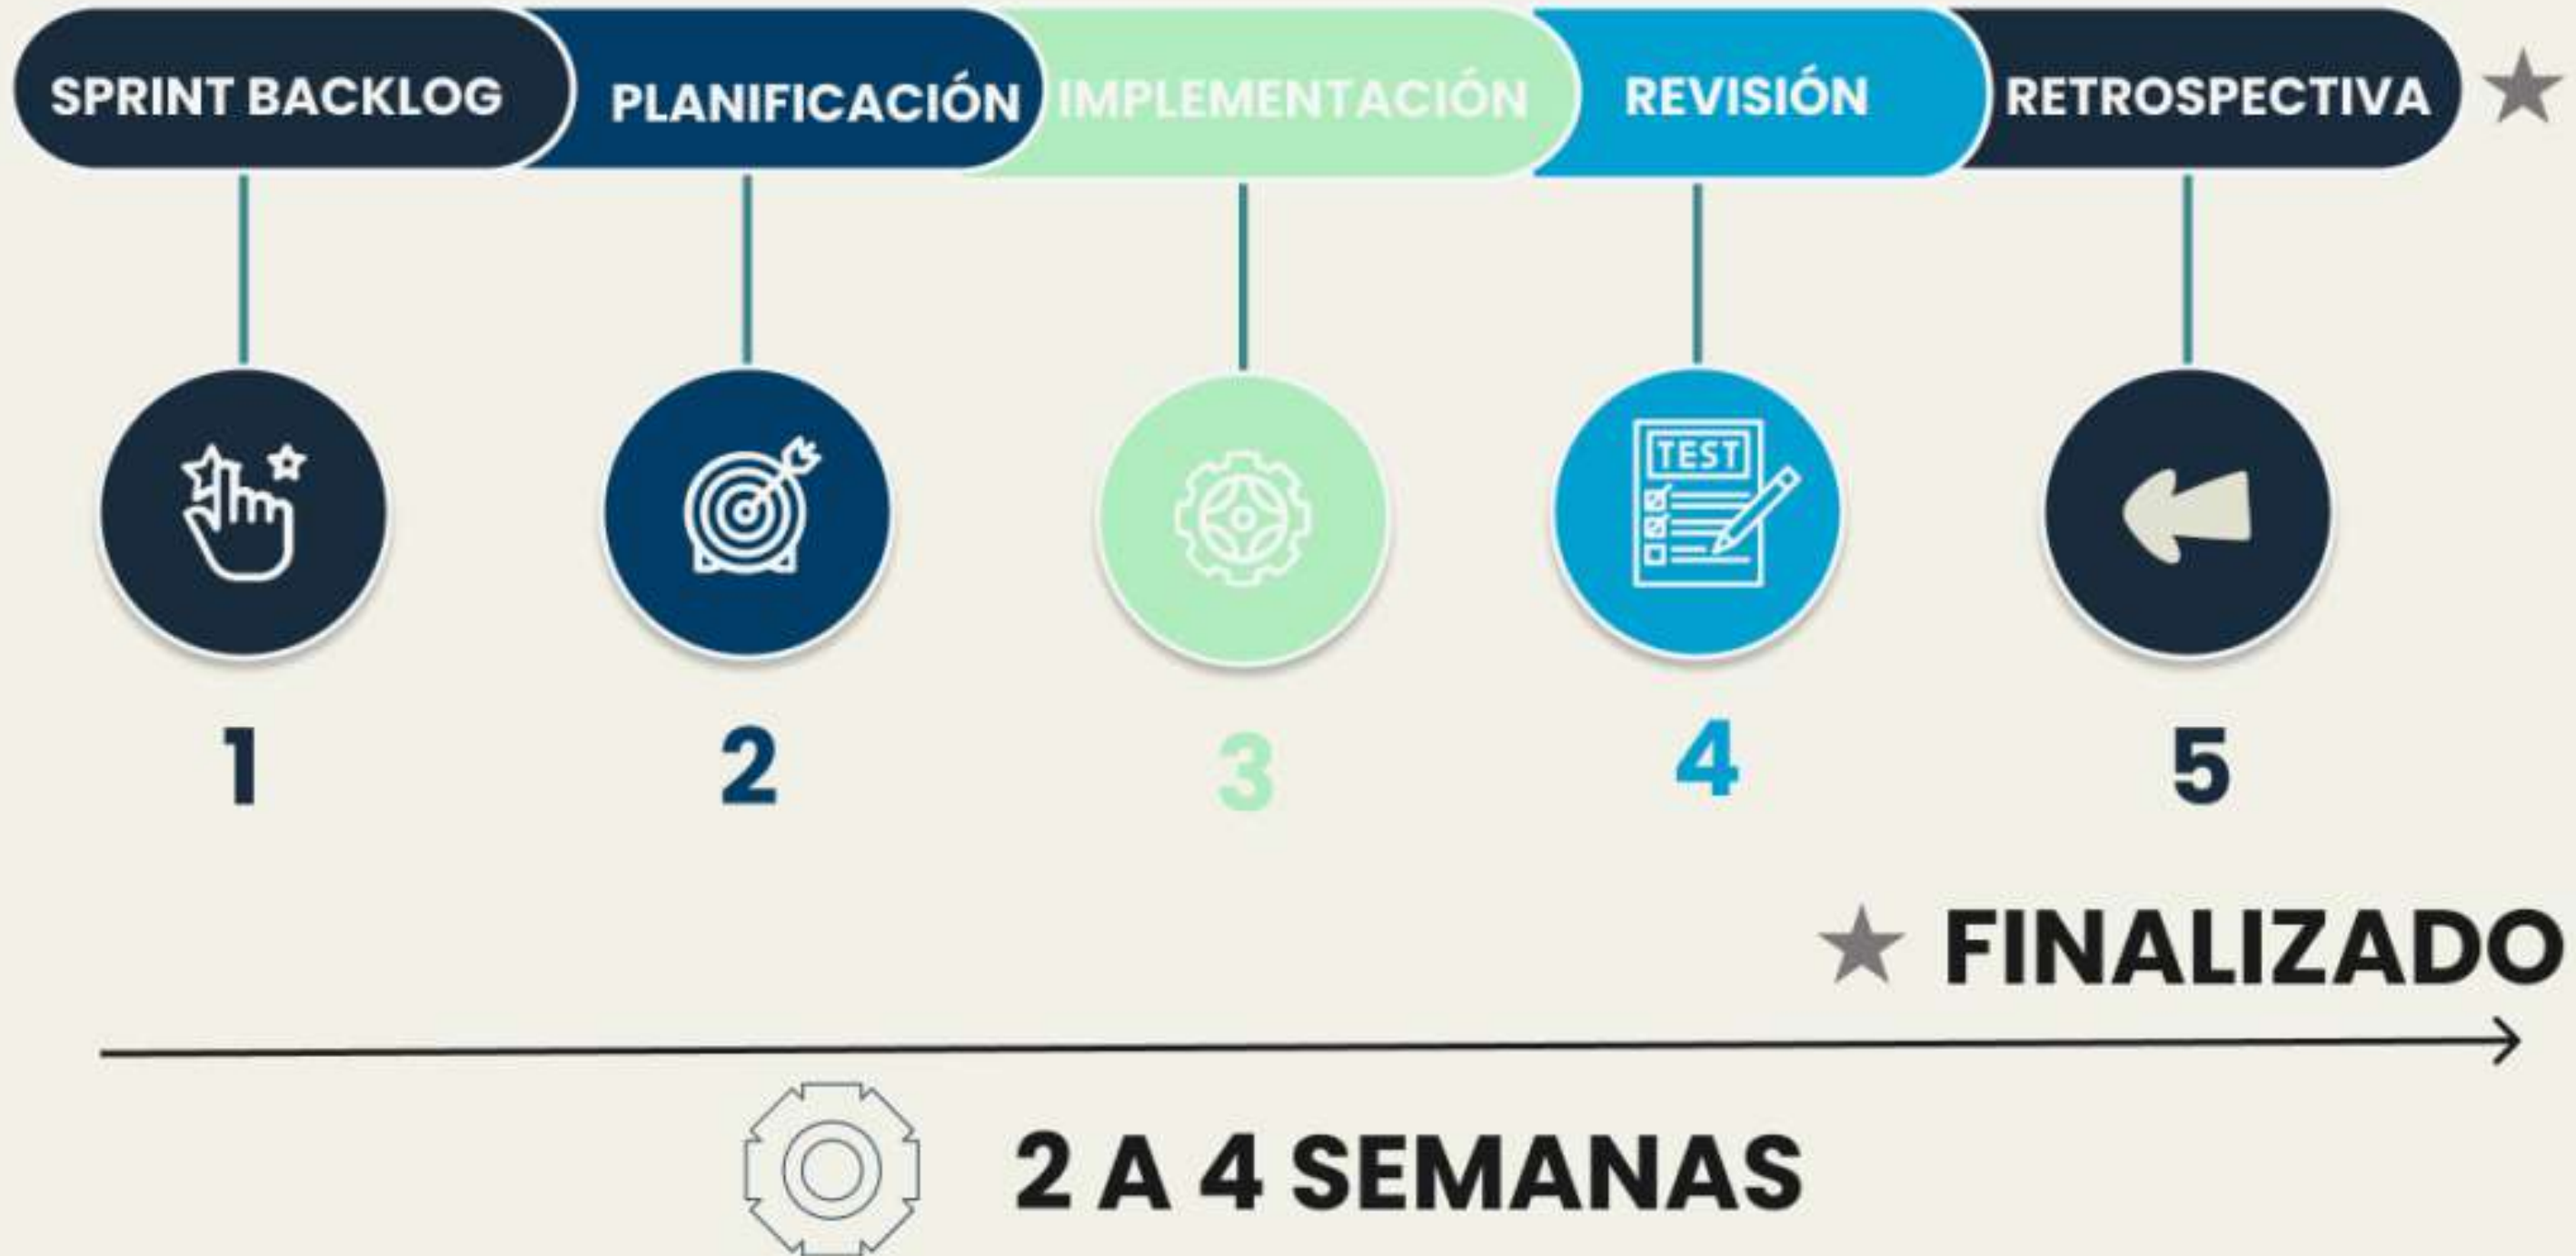 SPRINT BACKLOG
PLANIFICACIÓN
IMPLEMENTACIÓN
REVISIÓN
RETROSPECTIVA
TEST
1
2
3
4
5
FINALIZADO
2 A 4 SEMANAS